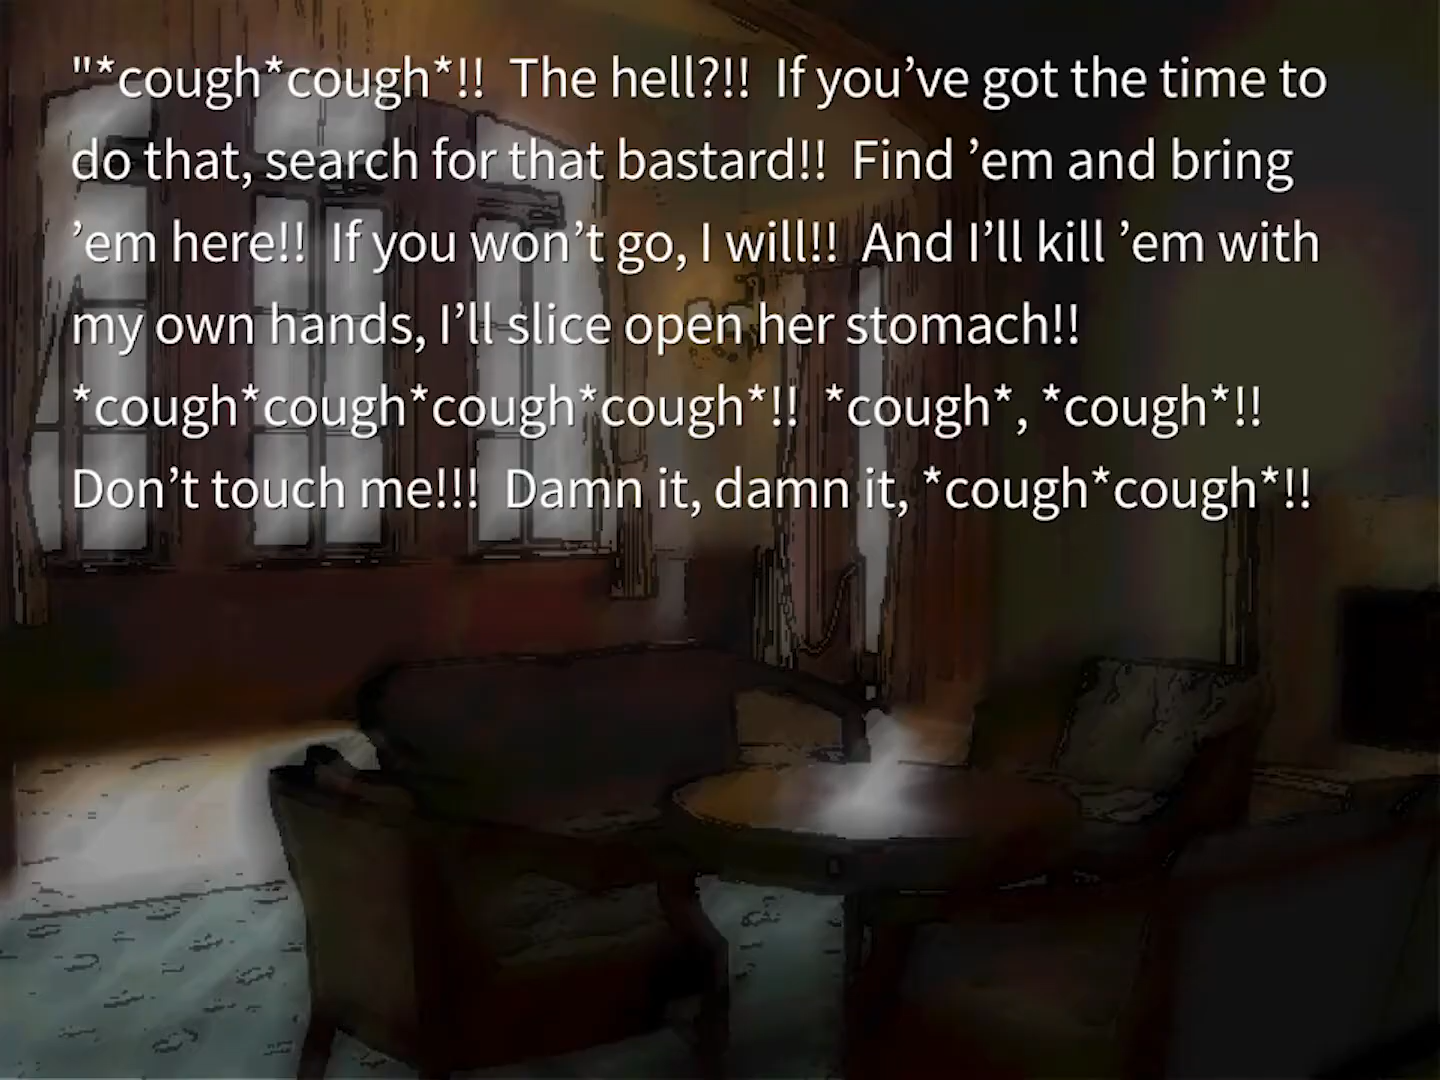 "*cough*cough*!!  The hell?!!  If you’ve got the time to
do that, search for that bastard!!  Find ’em and bring
’em here!!  If you won’t go, I will!!  And I’ll kill ’em with
my own hands, I’ll slice open her stomach!!
*cough*cough*cough*cough*!!  *cough*, *cough*!!
Don’t touch me!!!  Damn it, damn it, *cough*cough*!!